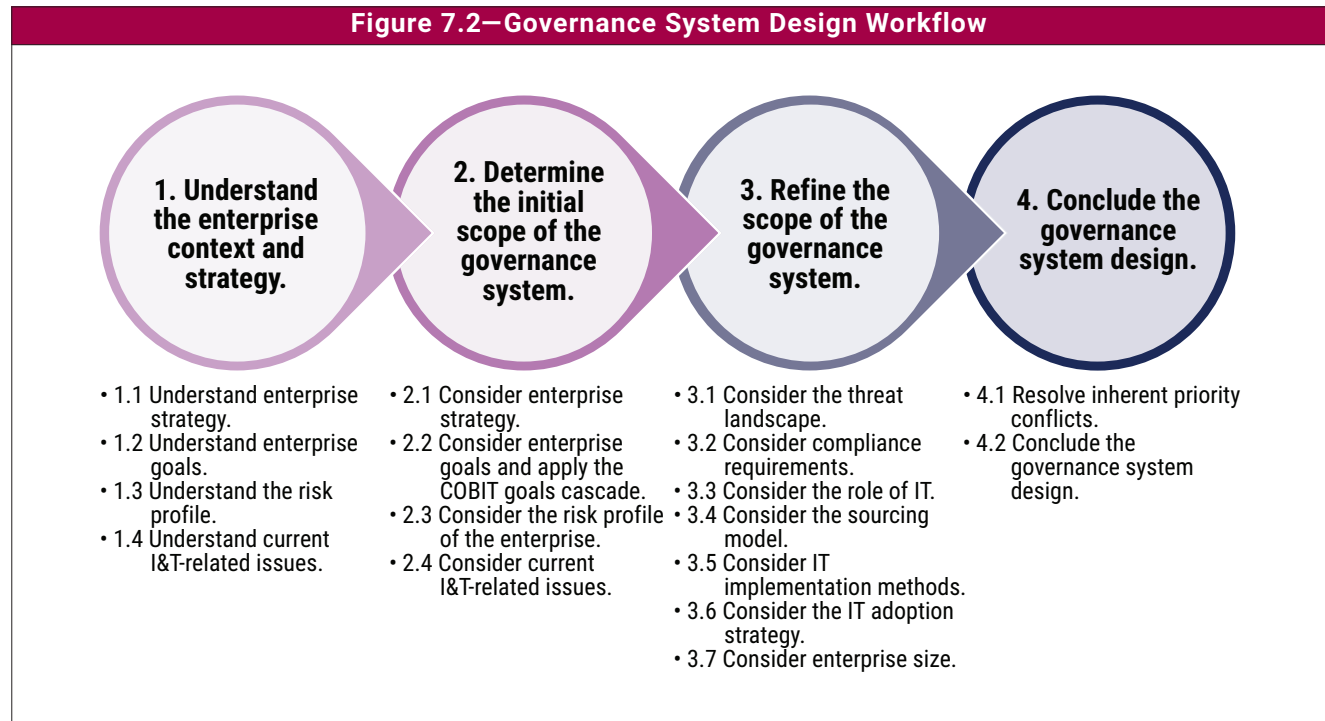 Figure 7.2—Governance System Design Workflow
1. Understand
the enterprise
context and
strategy.
2. Determine
the initial
scope of the
governance
system.
3. Refine the
scope of the
governance
system.
4. Conclude the
governance
system design.
• 1.1 Understand enterprise
strategy.
• 1.2 Understand enterprise
goals.
• 1.3 Understand the risk
profile.
• 1.4 Understand current
I&T-related issues.
• 2.1 Consider enterprise
strategy.
• 2.2 Consider enterprise
goals and apply the
COBIT goals cascade.
• 2.3 Consider the risk profile
of the enterprise.
• 2.4 Consider current
I&T-related issues.
• 3.1 Consider the threat
landscape.
• 3.2 Consider compliance
requirements.
• 3.3 Consider the role of IT.
• 3.4 Consider the sourcing
model.
• 3.5 Consider IT
implementation methods.
• 3.6 Consider the IT adoption
strategy.
• 3.7 Consider enterprise size.
• 4.1 Resolve inherent priority
conflicts.
• 4.2 Conclude the
governance system
design.